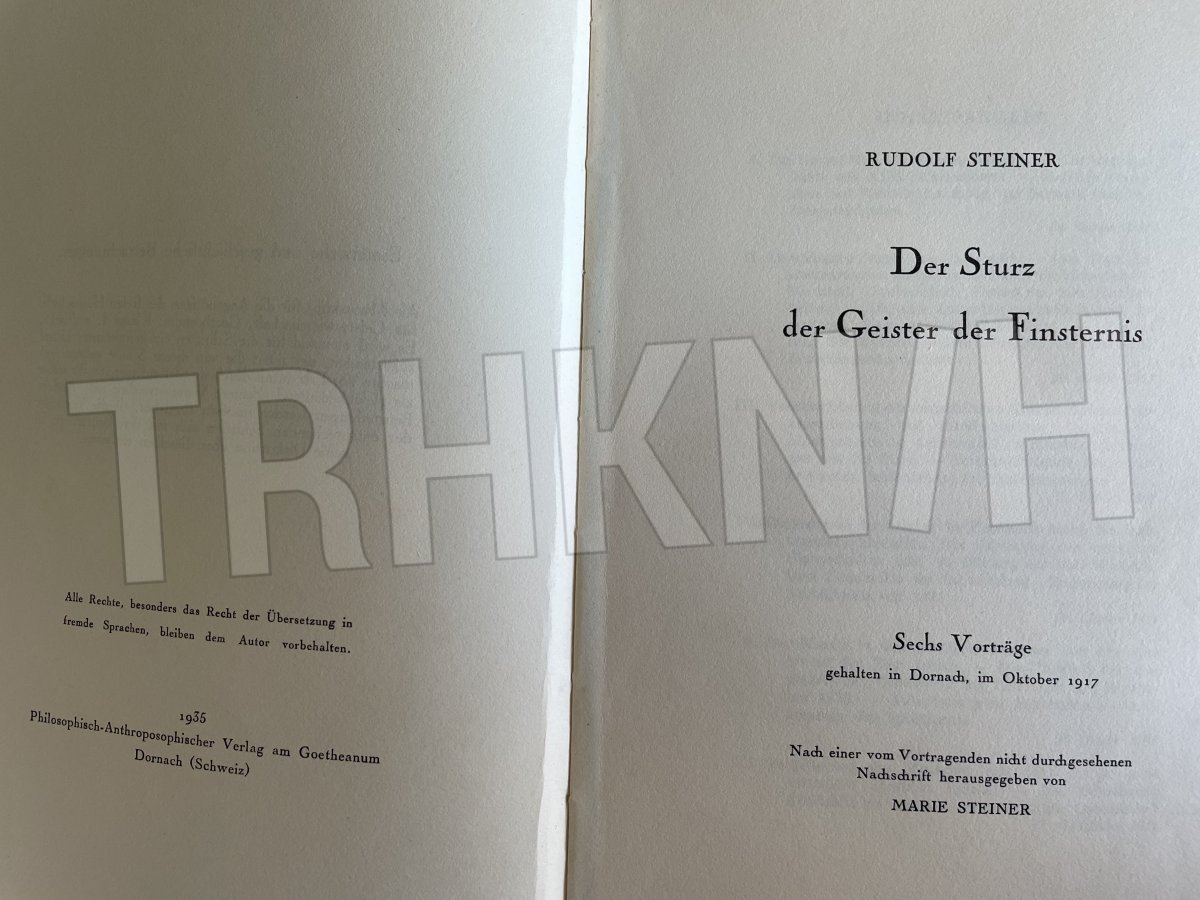 Alle Rechte, besonders das Recht der Übersetzung in
fremde Sprachen, bleiben dem Autor vorbehalten.
1935
Philosophisch-Anthroposophischer Verlag am Goetheanum
Dornach (Schweiz)
RUDOLF STEINER
Der Sturz
der Geister der Finsternis
Sechs Vorträge
gehalten in Dornach, im Oktober 1917
Nach einer vom Vortragenden nicht durchgesehenen
Nachschrift herausgegeben von
MARIE STEINER
TRHKN/H